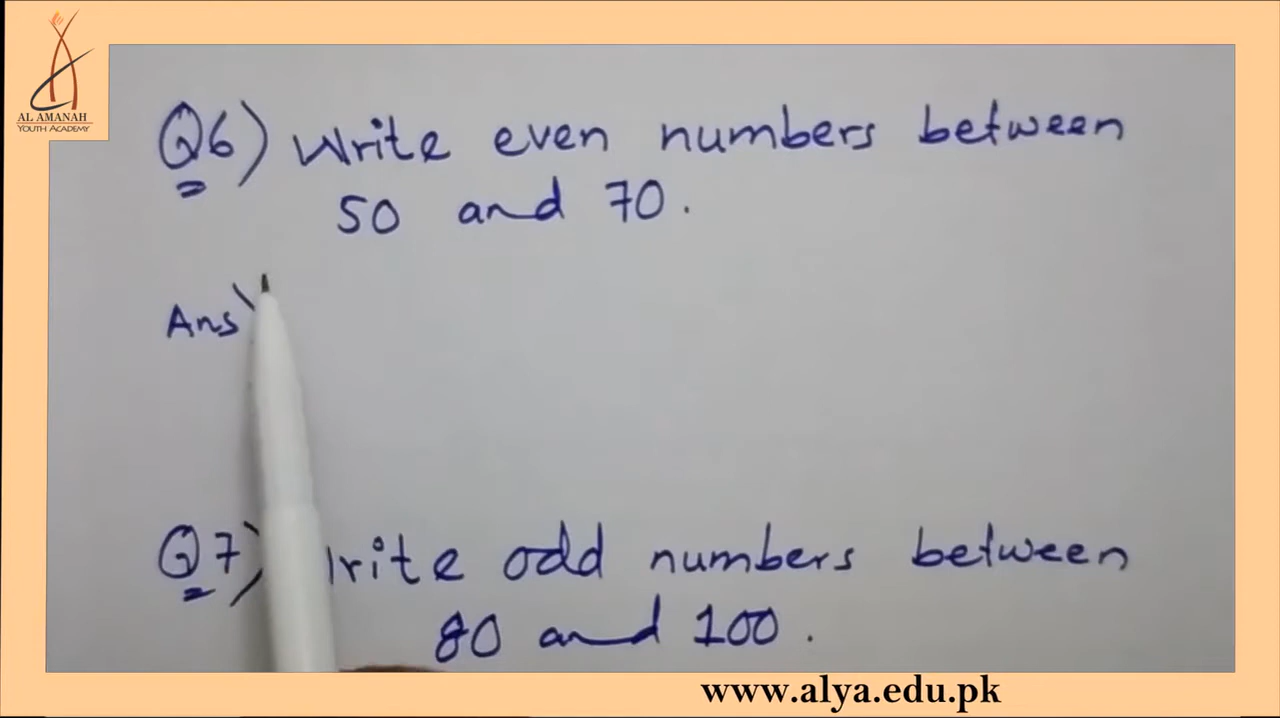 AL AMANAH
YOUTH ACADEMY
Q6) Write even numbers between
50 and 70.
Ans)
Q7) rite odd numbers between
80 and 100.
www.alya.edu.pk